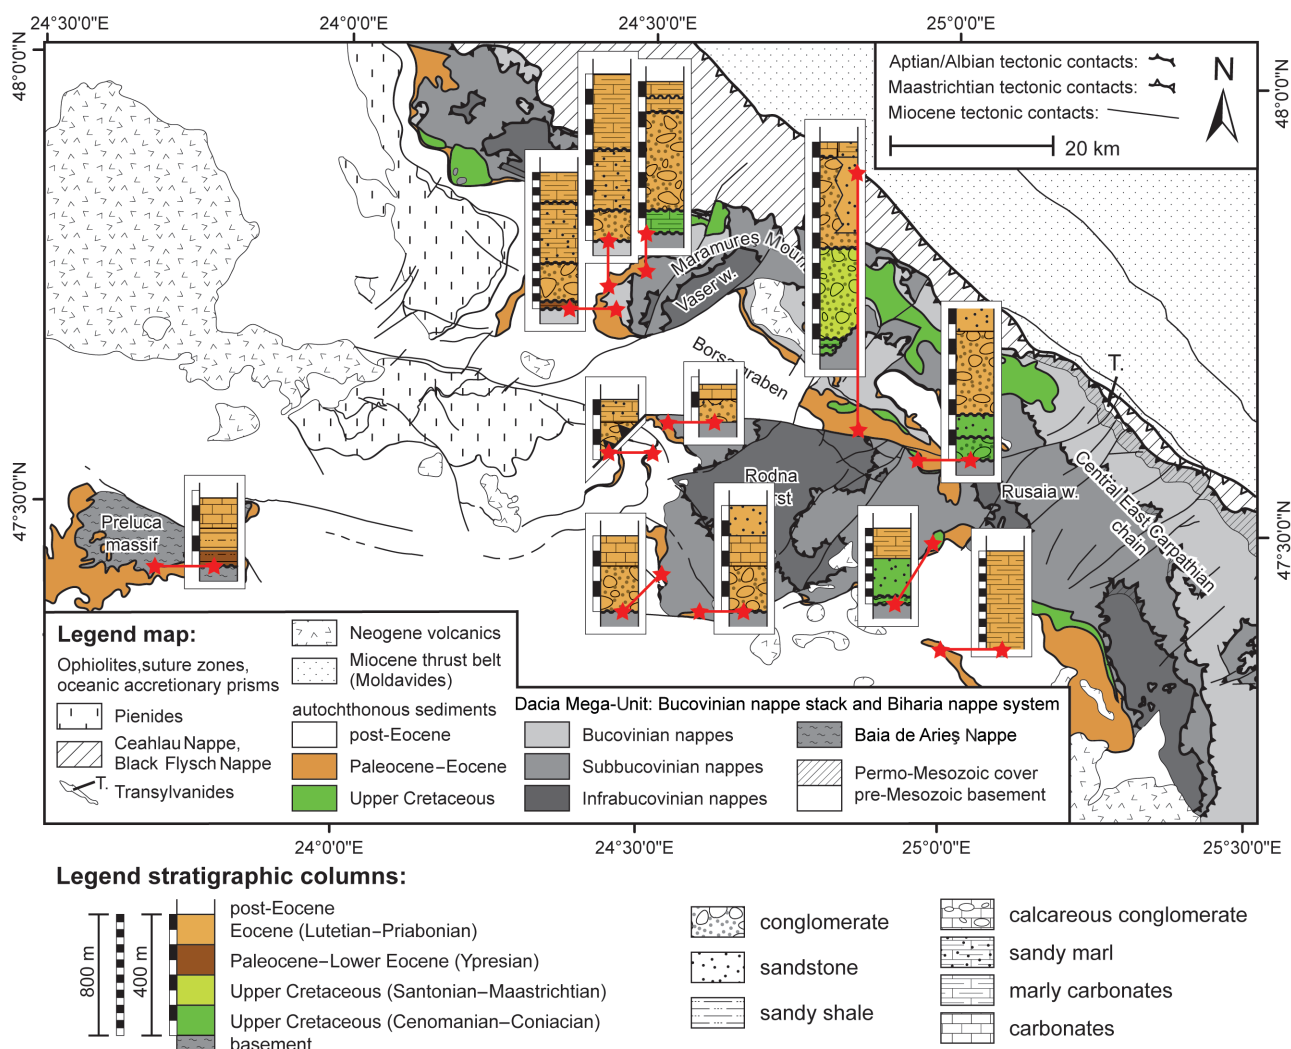 24°30'0"E
24°0'0"E
24°30'0"E
25°0'0"E
48°0'0"N
48°0'0"N
47°30'0"N
47°30'0"N
Aptian/Albian tectonic contacts:
Maastrichtian tectonic contacts:
Miocene tectonic contacts:
20 km
N
Maramureş Moun
Vaser w.
Borşa graben
T.
Rodna
rst
Rusaia w.
Central East Carpathian
chain
Preluca
massif
Legend map:
Ophiolites,suture zones,
oceanic accretionary prisms
Pienides
Ceahlau Nappe,
Black Flysch Nappe
T.
Transylvanides
Neogene volcanics
Miocene thrust belt
(Moldavides)
autochthonous sediments
post-Eocene
Paleocene–Eocene
Upper Cretaceous
Dacia Mega-Unit: Bucovinian nappe stack and Biharia nappe system
Bucovinian nappes
Subbucovinian nappes
Infrabucovinian nappes
Baia de Arieş Nappe
Permo-Mesozoic cover
pre-Mesozoic basement
24°0'0"E
24°30'0"E
25°0'0"E
25°30'0"E
Legend stratigraphic columns:
800 m
400 m
post-Eocene
Eocene (Lutetian–Priabonian)
Paleocene–Lower Eocene (Ypresian)
Upper Cretaceous (Santonian–Maastrichtian)
Upper Cretaceous (Cenomanian–Coniacian)
basement
conglomerate
sandstone
sandy shale
calcareous conglomerate
sandy marl
marly carbonates
carbonates